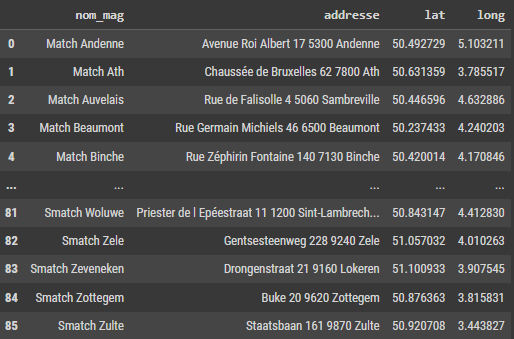 nom_mag addresse lat long
0 Match Andenne Avenue Roi Albert 17 5300 Andenne 50.492729 5.103211
1 Match Ath Chaussée de Bruxelles 62 7800 Ath 50.631359 3.785517
2 Match Auvelais Rue de Falisolle 4 5060 Sambreville 50.446596 4.632886
3 Match Beaumont Rue Germain Michiels 46 6500 Beaumont 50.237433 4.240203
4 Match Binche Rue Zéphirin Fontaine 140 7130 Binche 50.420014 4.170846
... ... ... ... ...
81 Smatch Woluwe Priester de l Epéestraat 11 1200 Sint-Lambrech... 50.843147 4.412830
82 Smatch Zele Gentsesteenweg 228 9240 Zele 51.057032 4.010263
83 Smatch Zeveneken Drongenstraat 21 9160 Lokeren 51.100933 3.907545
84 Smatch Zottegem Buke 20 9620 Zottegem 50.876363 3.815831
85 Smatch Zulte Staatsbaan 161 9870 Zulte 50.920708 3.443827